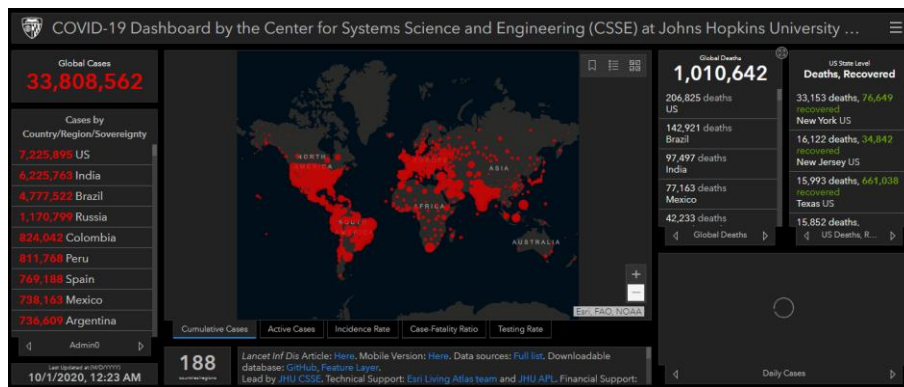 COVID-19 Dashboard by the Center for Systems Science and Engineering (CSSE) at Johns Hopkins University ...
Global Cases
33,808,562
Cases by
Country/Region/Sovereignty
7,225,895 US
6,225,763 India
4,777,522 Brazil
1,170,799 Russia
824,042 Colombia
811,768 Peru
769,188 Spain
738,163 Mexico
736,609 Argentina
Admin0
Last Updated at (M/D/YYYY)
10/1/2020, 12:23 AM
NORTH
AMERICA
SOUTH
AMERICA
EUROPE
ASIA
AFRICA
AUSTRALIA
Esri, FAO, NOAA
Cumulative Cases
Active Cases
Incidence Rate
Case-Fatality Ratio
Testing Rate
188
countries/regions
Lancet Inf Dis Article: Here. Mobile Version: Here. Data sources: Full list. Downloadable
database: GitHub, Feature Layer.
Lead by JHU CSSE. Technical Support: Esri Living Atlas team and JHU APL. Financial Support:
Global Deaths
1,010,642
206,825 deaths
US
142,921 deaths
Brazil
97,497 deaths
India
77,163 deaths
Mexico
42,233 deaths
Global Deaths
US State Level
Deaths, Recovered
33,153 deaths, 76,649
recovered
New York US
16,122 deaths, 34,842
recovered
New Jersey US
15,993 deaths, 661,038
recovered
Texas US
15,852 deaths,
US Deaths, R...
Daily Cases